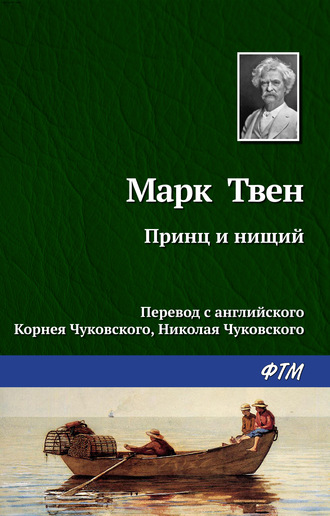 Марк Твен
Принц и нищий
Перевод с английского
Корнея Чуковского, Николая Чуковского
ФТМ